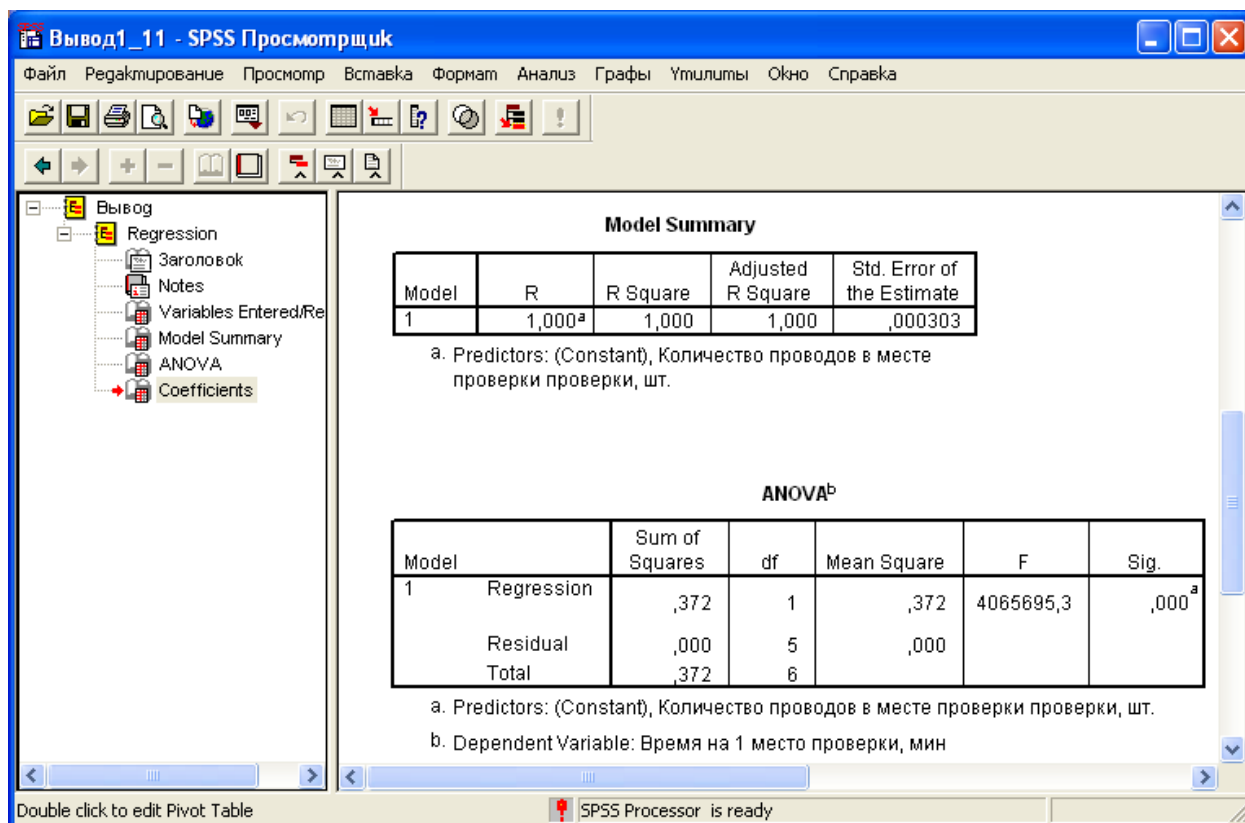 Вывод1_11 - SPSS Просмотрщик
Файл Редактирование Просмотр Вставка Формат Анализ Графы Утилиты Окно Справка
Вывод
Regression
Заголовок
Notes
Variables Entered/Re
Model Summary
ANOVA
Coefficients
Model Summary
Model R R Square Adjusted R Square Std. Error of the Estimate
1 1,000a 1,000 1,000 ,000303
a. Predictors: (Constant), Количество проводов в месте
проверки проверки, шт.
ANOVAb
Model Sum of Squares df Mean Square F Sig.
1 Regression ,372 1 ,372 4065695,3 ,000a
Residual ,000 5 ,000
Total ,372 6
a. Predictors: (Constant), Количество проводов в месте проверки проверки, шт.
b. Dependent Variable: Время на 1 место проверки, мин
Double click to edit Pivot Table SPSS Processor is ready